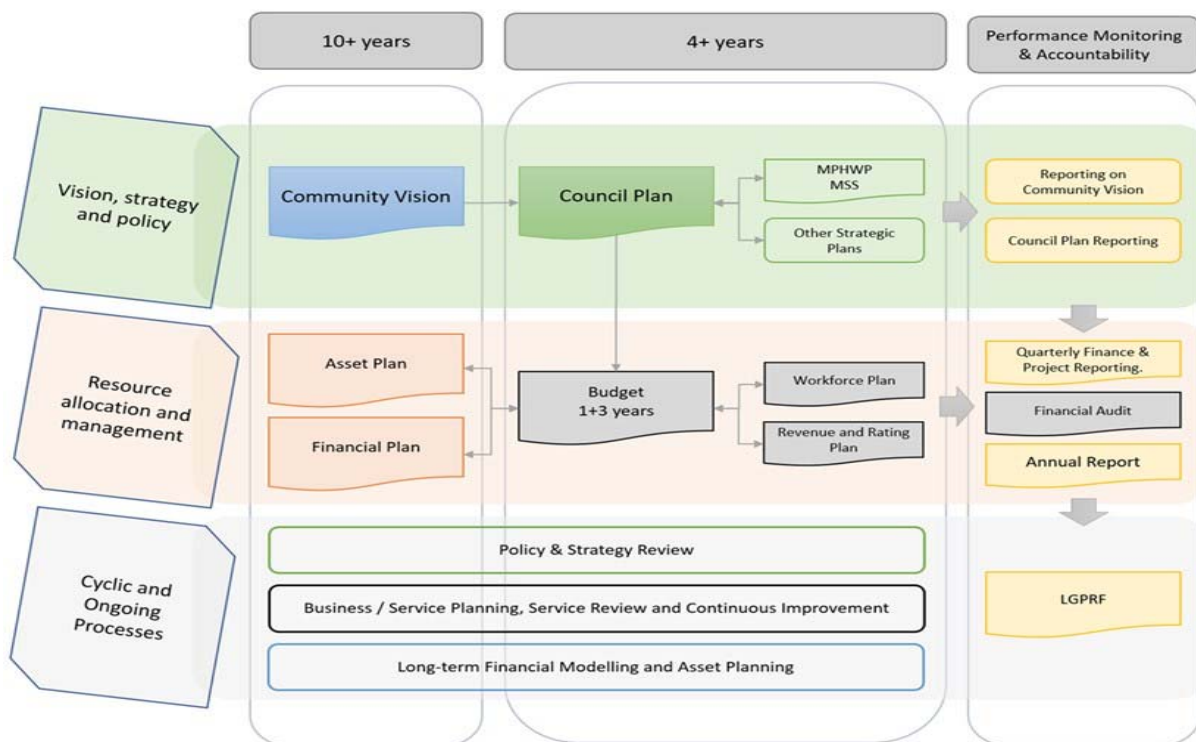 10+ years
4+ years
Performance Monitoring
& Accountability
Vision, strategy
and policy
Community Vision
Council Plan
MPHWP
MSS
Other Strategic
Plans
Reporting on
Community Vision
Council Plan Reporting
Resource
allocation and
management
Asset Plan
Financial Plan
Budget
1+3 years
Workforce Plan
Revenue and Rating
Plan
Quarterly Finance &
Project Reporting.
Financial Audit
Annual Report
Cyclic and
Ongoing
Processes
Policy & Strategy Review
Business / Service Planning, Service Review and Continuous Improvement
Long-term Financial Modelling and Asset Planning
LGPRF